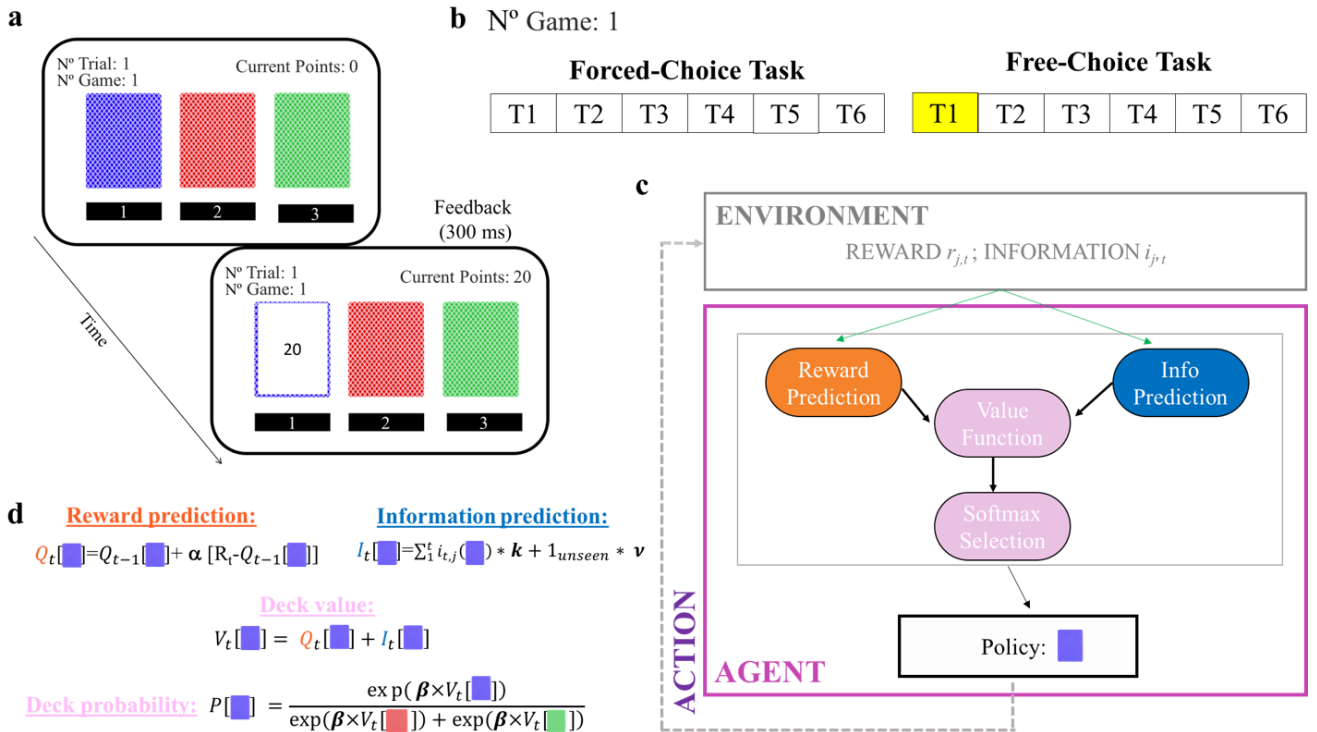 a
Nº Trial: 1
Nº Game: 1
Current Points: 0
1 2 3
Feedback
(300 ms)
Nº Trial: 1
Nº Game: 1
Current Points: 20
20
1 2 3
Time
b Nº Game: 1
Forced-Choice Task
T1 T2 T3 T4 T5 T6
Free-Choice Task
T1 T2 T3 T4 T5 T6
c
ENVIRONMENT
REWARD r_{j,t}; INFORMATION i_{j,t}
Reward
Prediction
Info
Prediction
Value
Function
Softmax
Selection
Policy:
ACTION
AGENT
d
Reward prediction:
Q_t[ ]=Q_{t−1}[ ]+ α [R_t-Q_{t−1}[ ]]
Information prediction:
I_t[ ]=∑_1^t i_{t,j}( ) * k + 1_{unseen} * ν
Deck value:
V_t[ ] = Q_t[ ] + I_t[ ]
Deck probability: P[ ] = exp(β×V_t[ ])
exp(β×V_t[ ]) + exp(β×V_t[ ])